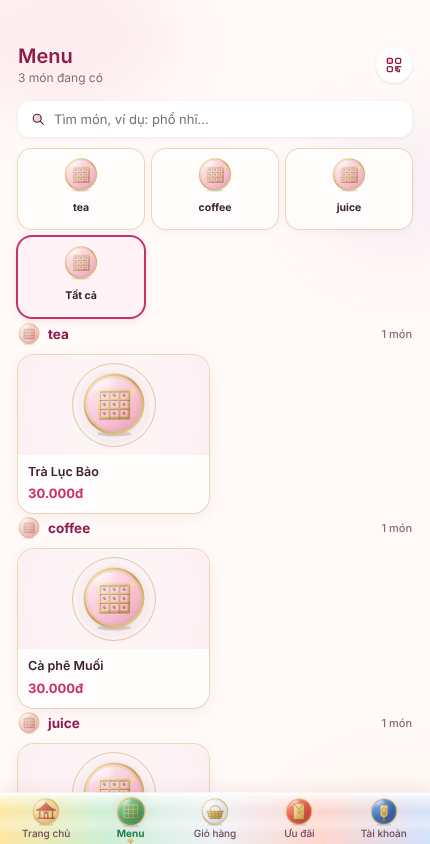 Menu
3 món đang có
Tìm món, ví dụ: phổ nhĩ...
tea
coffee
juice
Tất cả
tea
1 món
Trà Lục Bảo
30.000đ
coffee
1 món
Cà phê Muối
30.000đ
juice
1 món
Trang chủ
Menu
Giỏ hàng
Ưu đãi
Tài khoản